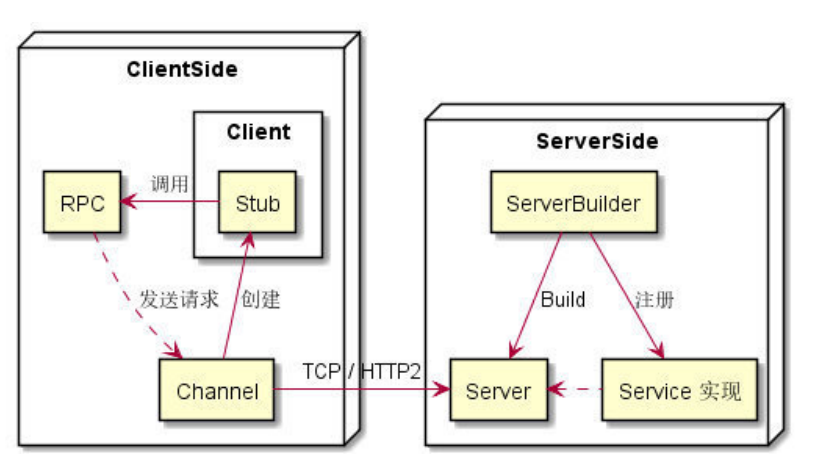 ClientSide
Client
RPC
调用
Stub
发送请求
创建
Channel
TCP / HTTP2
ServerSide
ServerBuilder
Build
注册
Server
Service 实现